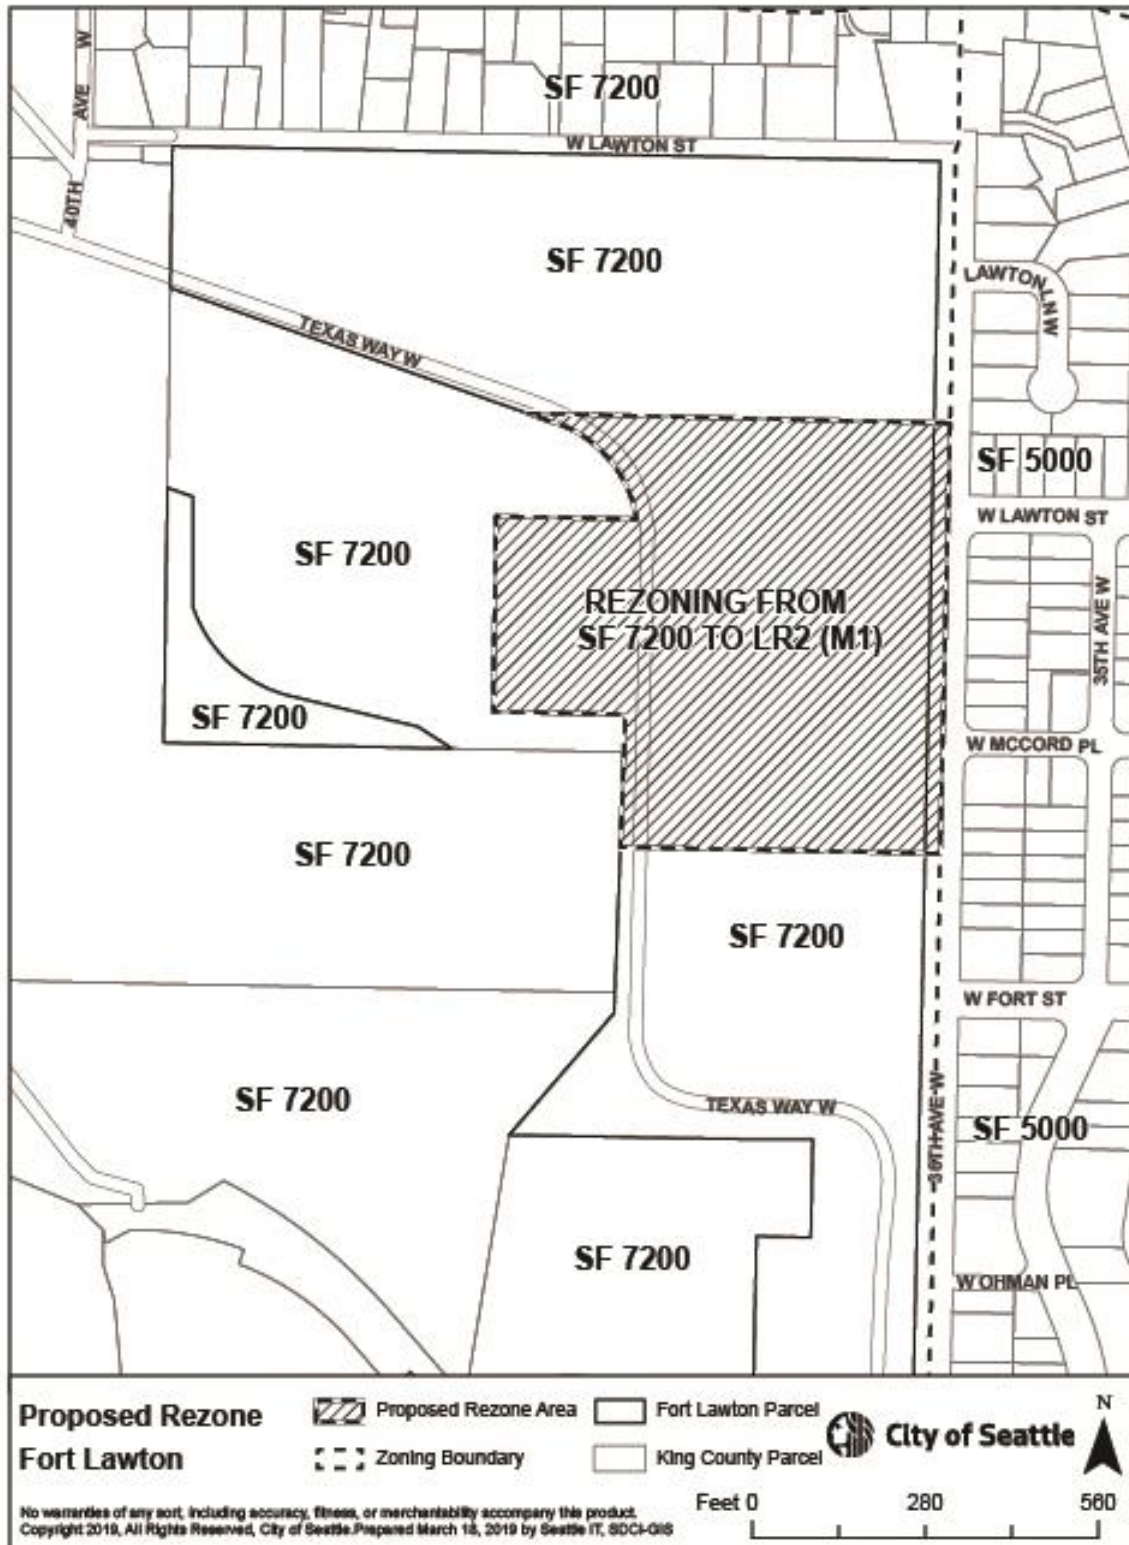 SF 7200
AVE W
40TH
W LAWTON ST
SF 7200
LAWTON LN W
TEXAS WAY W
SF 5000
W LAWTON ST
SF 7200
REZONING FROM
SF 7200 TO LR2 (M1)
35TH AVE W
SF 7200
W MCCORD PL
SF 7200
SF 7200
W FORT ST
SF 7200
TEXAS WAY W
36TH AVE W
SF 5000
SF 7200
W OHMAN PL
Proposed Rezone
Fort Lawton
Proposed Rezone Area
Fort Lawton Parcel
Zoning Boundary
King County Parcel
City of Seattle
N
No warranties of any sort, including accuracy, fitness, or merchantability accompany this product.
Copyright 2019, All Rights Reserved, City of Seattle.Prepared March 18, 2019 by Seattle IT, SDCI-GIS
Feet 0 280 560